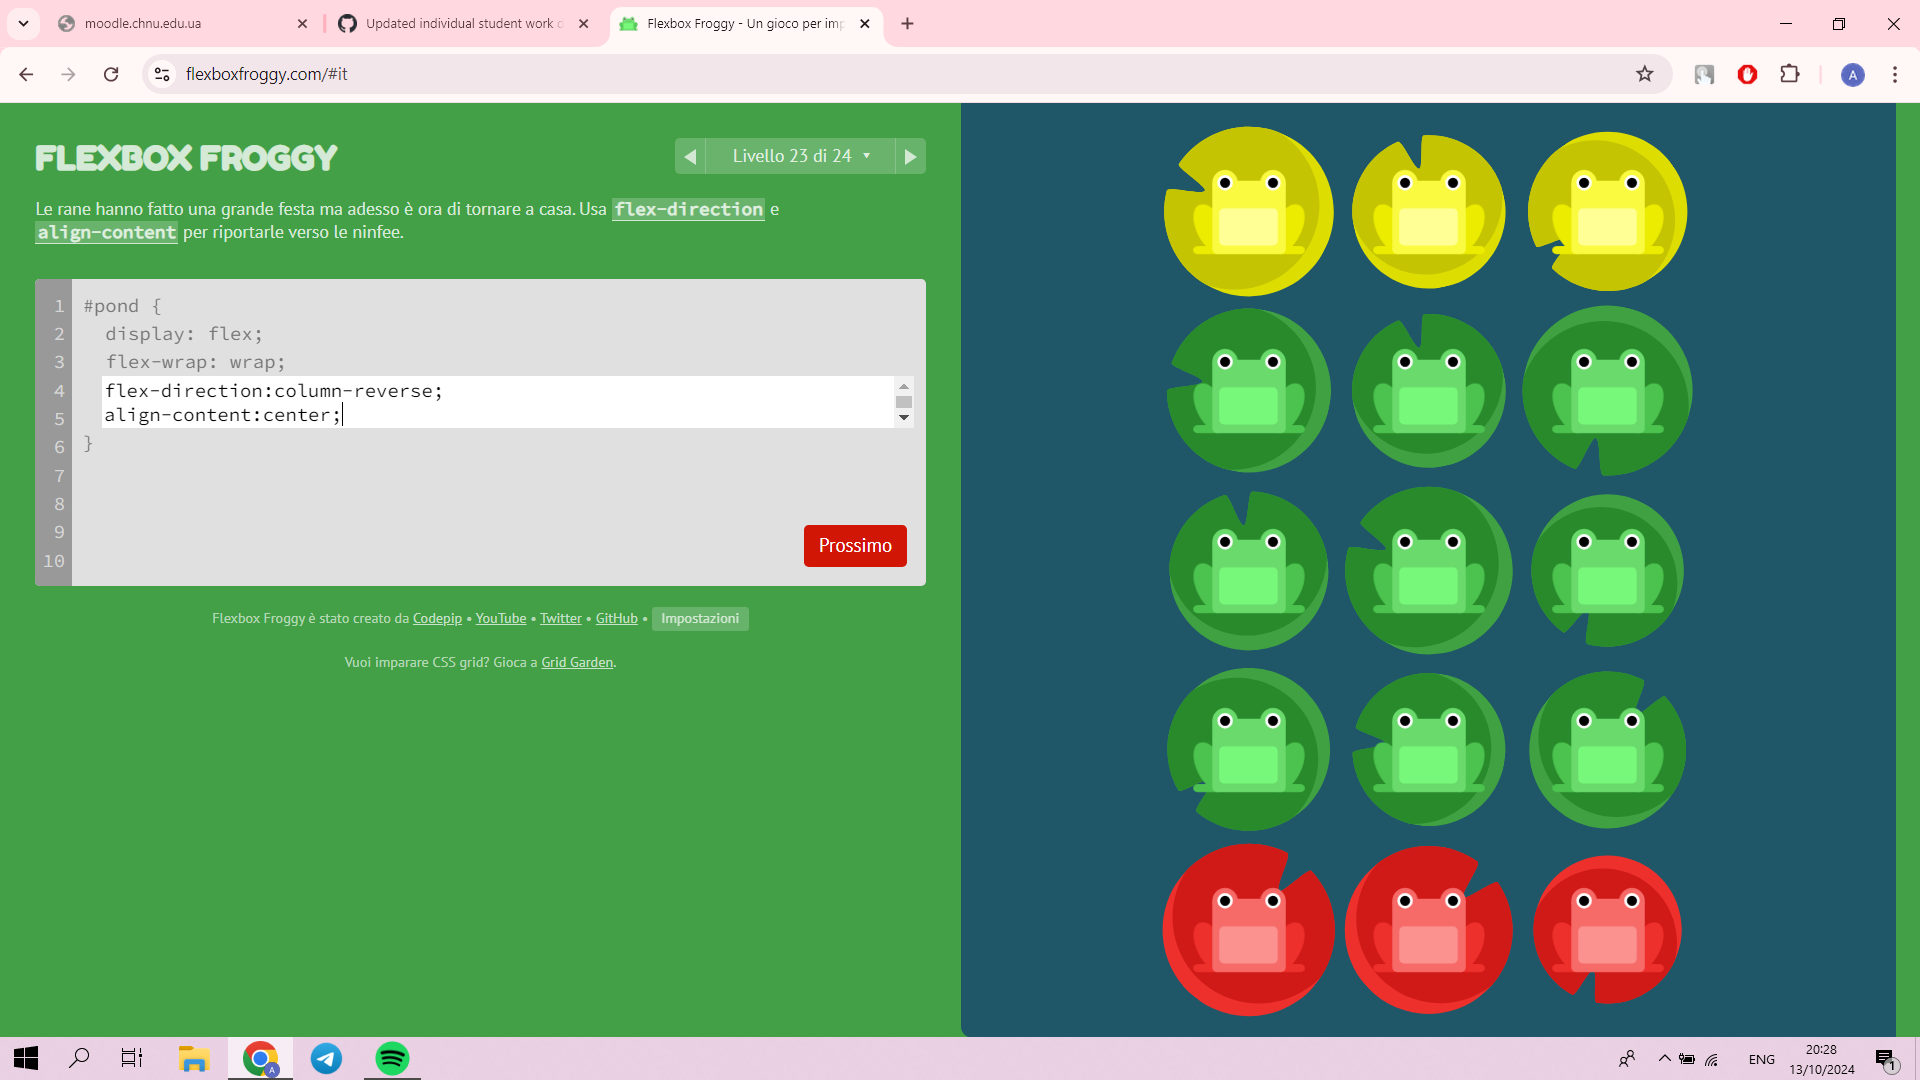 moodle.chnu.edu.ua
Updated individual student work
Flexbox Froggy - Un gioco per imp
flexboxfroggy.com/#it
A
FLEXBOX FROGGY
Livello 23 di 24
Le rane hanno fatto una grande festa ma adesso è ora di tornare a casa. Usa flex-direction e
align-content per riportarle verso le ninfee.
1 #pond {
2 display: flex;
3 flex-wrap: wrap;
4 flex-direction:column-reverse;
5 align-content:center;
6 }
7
8
9
10
Prossimo
Flexbox Froggy è stato creato da Codepip • YouTube • Twitter • GitHub • Impostazioni
Vuoi imparare CSS grid? Gioca a Grid Garden.
A
ENG
20:28
13/10/2024
1